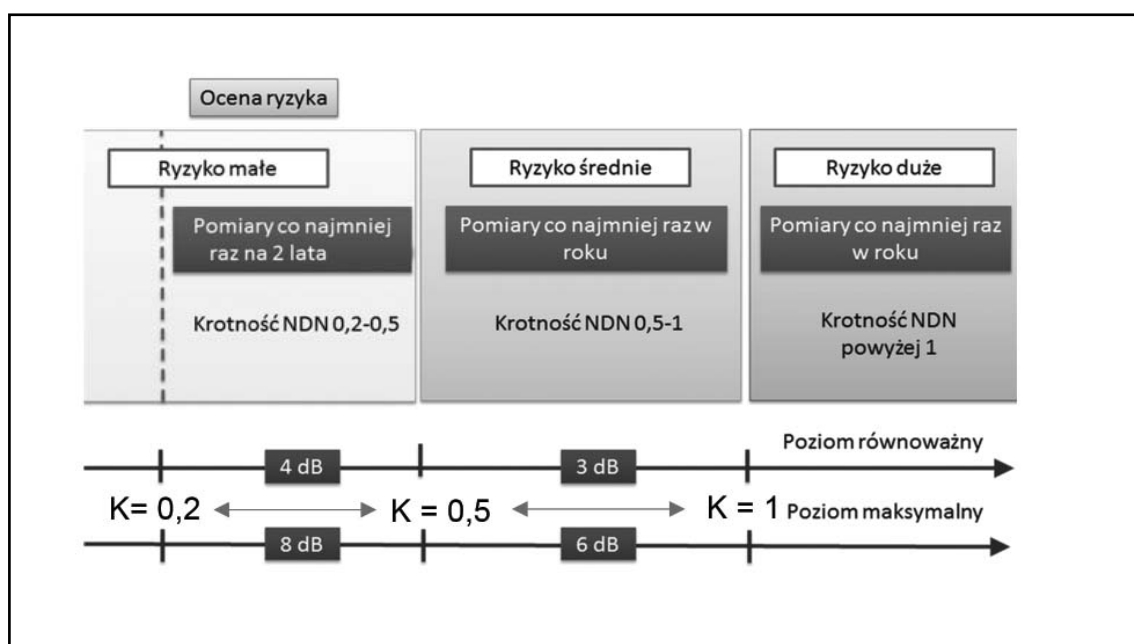 Ocena ryzyka
Ryzyko małe
Ryzyko średnie
Ryzyko duże
Pomiary co najmniej
raz na 2 lata
Pomiary co najmniej raz w
roku
Pomiary co najmniej raz
w roku
Krotność NDN 0,2-0,5
Krotność NDN 0,5-1
Krotność NDN
powyżej 1
Poziom równoważny
4 dB
3 dB
K= 0,2
K = 0,5
K = 1
Poziom maksymalny
8 dB
6 dB